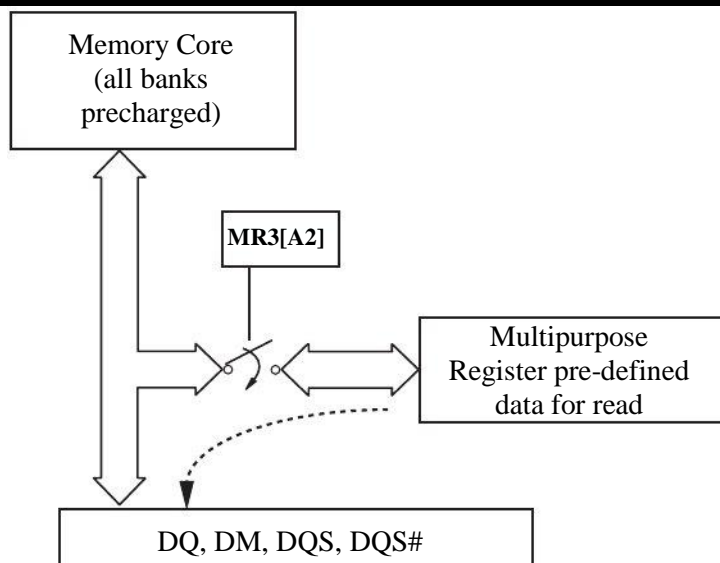 Memory Core
(all banks
precharged)
MR3[A2]
Multipurpose
Register pre-defined
data for read
DQ, DM, DQS, DQS#